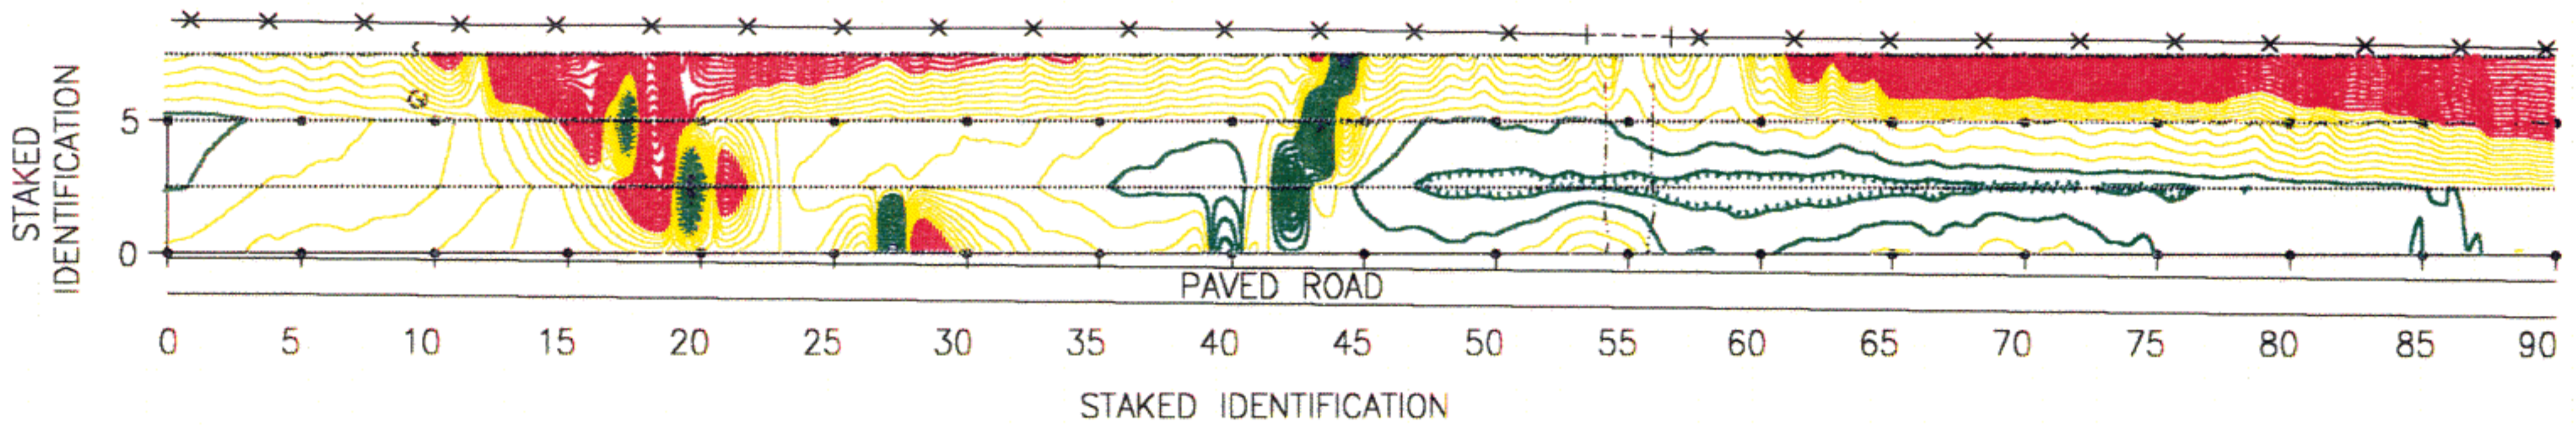 STAKED
IDENTIFICATION
5
0
PAVED ROAD
0 5 10 15 20 25 30 35 40 45 50 55 60 65 70 75 80 85 90
STAKED IDENTIFICATION